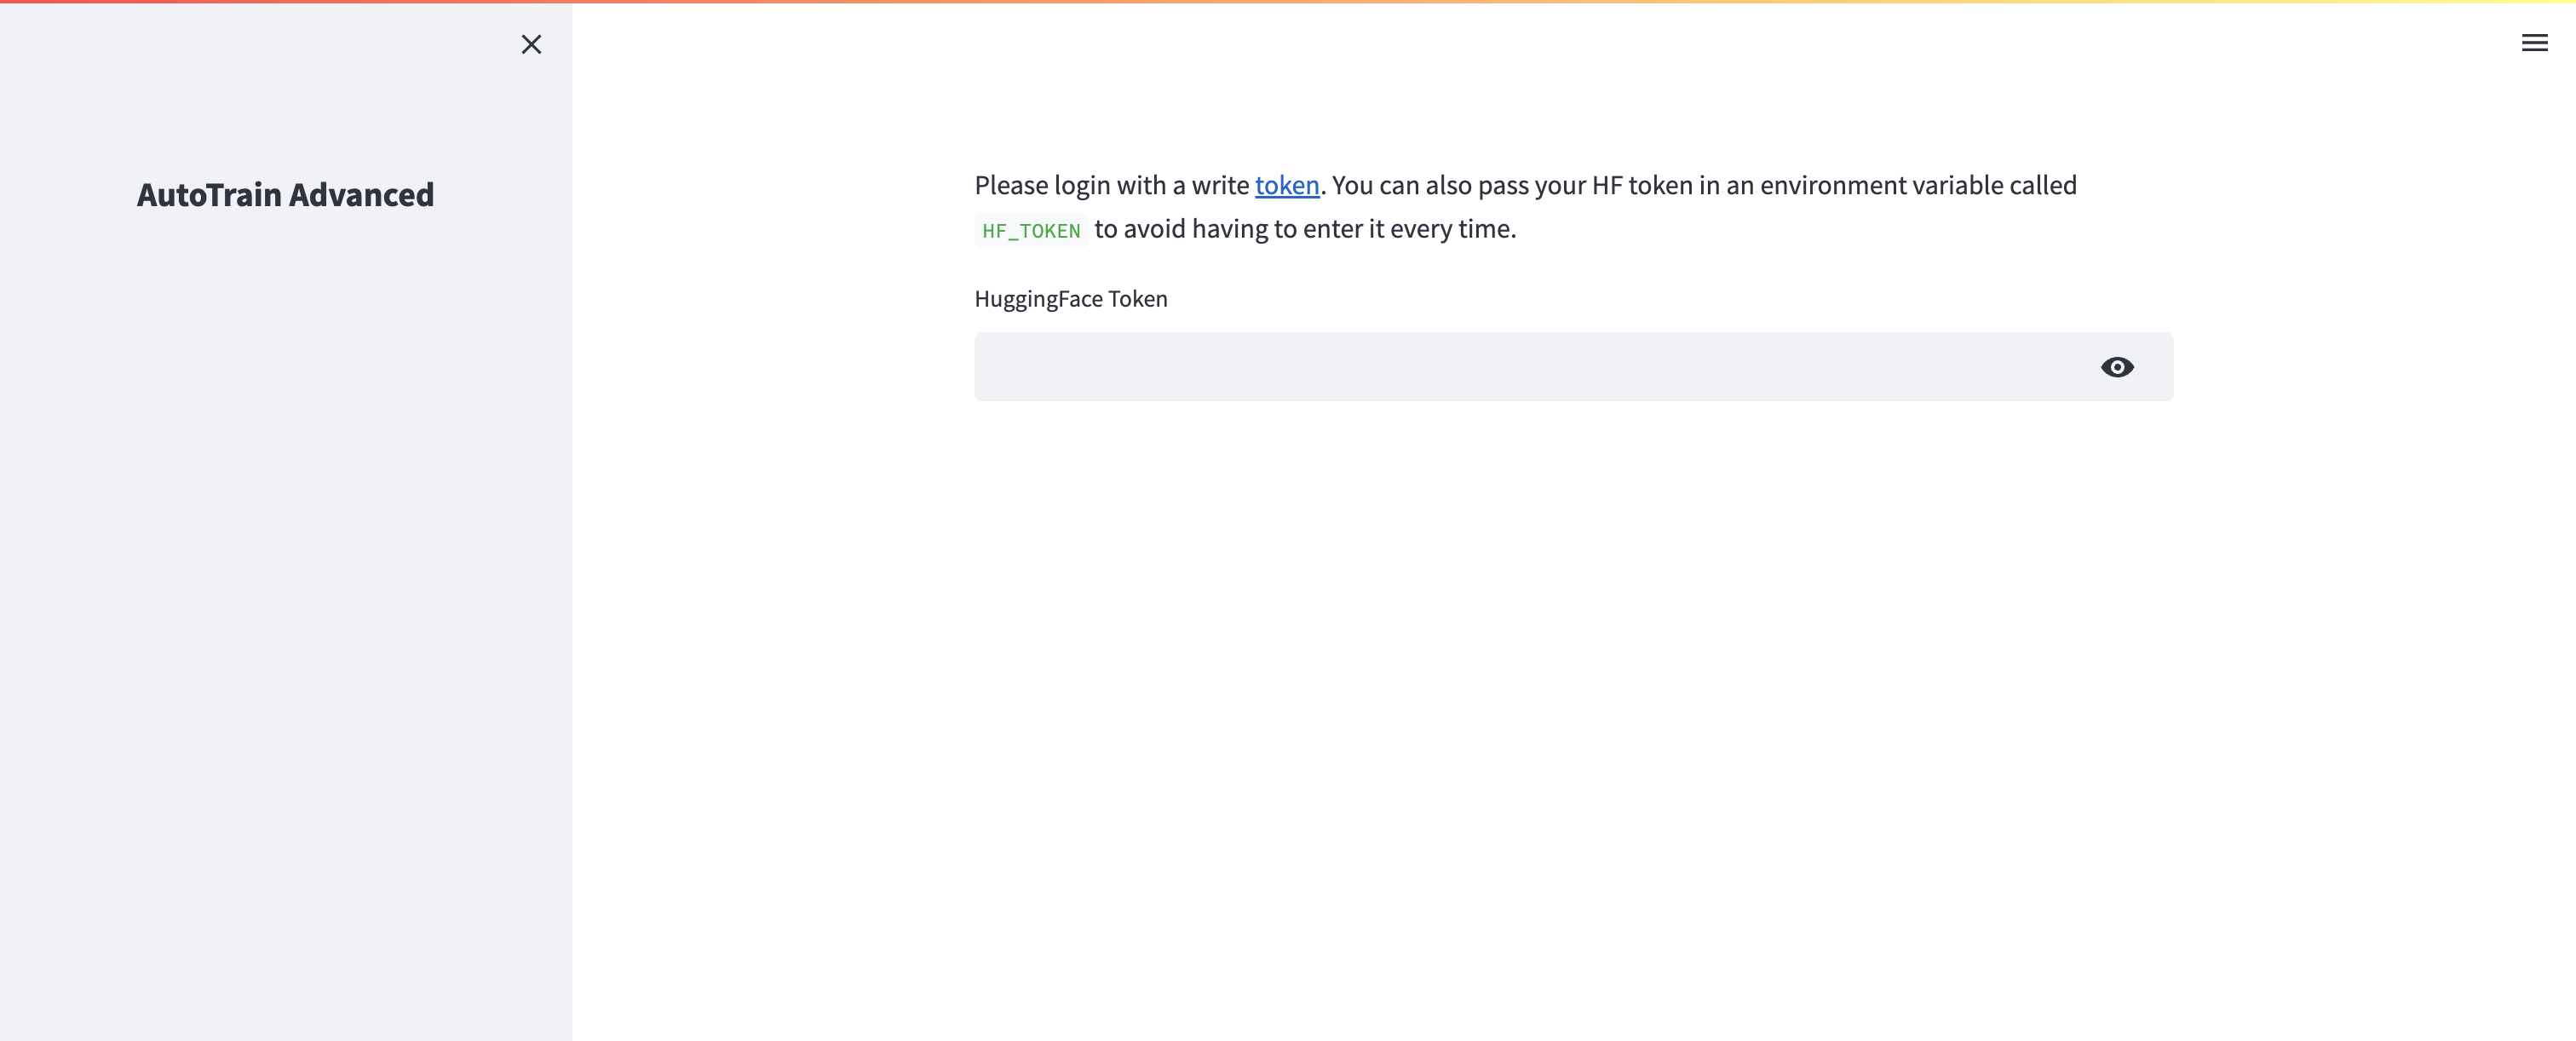 AutoTrain Advanced
Please login with a write token. You can also pass your HF token in an environment variable called
HF_TOKEN to avoid having to enter it every time.
HuggingFace Token